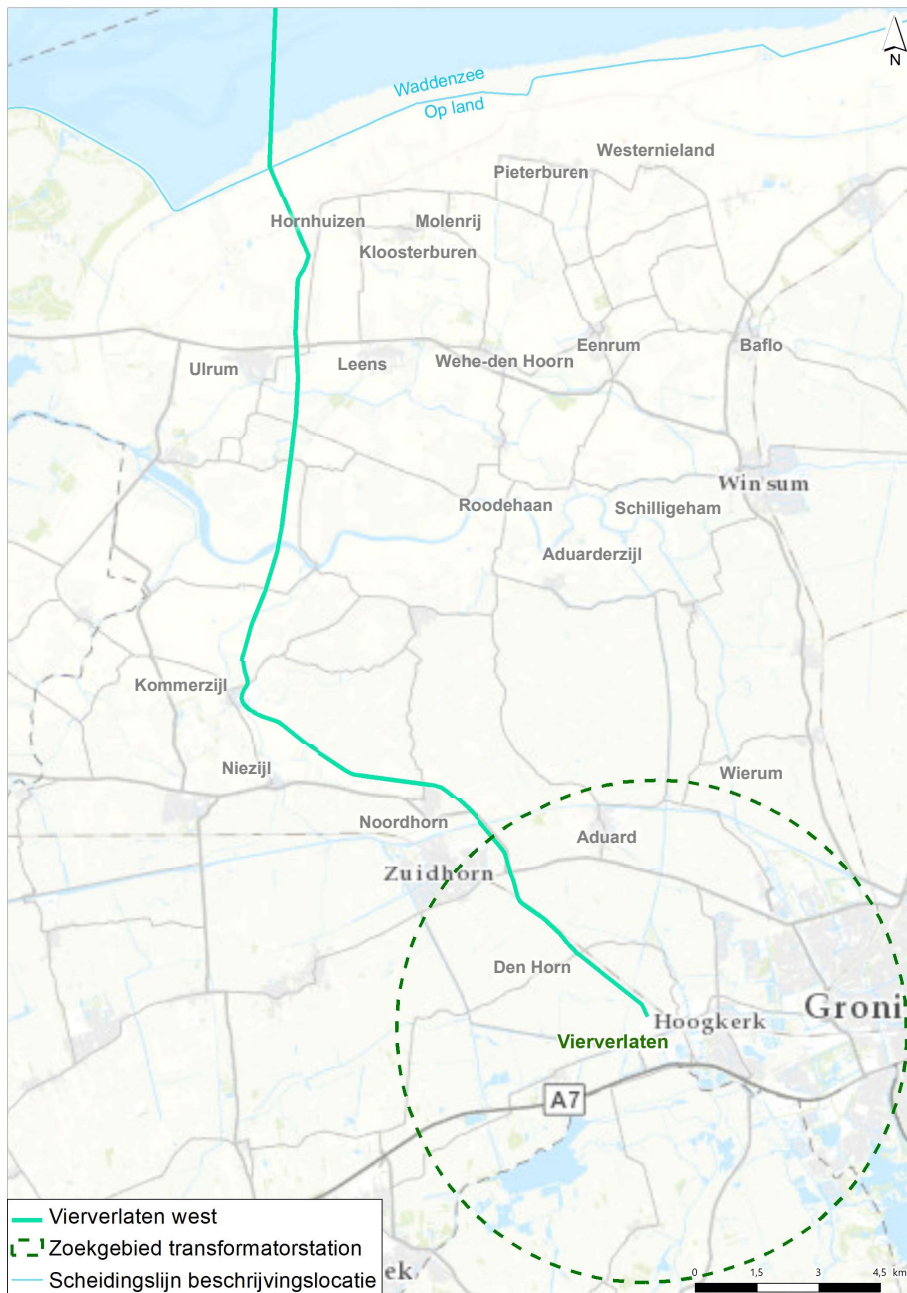 N
Waddenzee
Op land
Westernieland
Pieterburen
Hornhuizen
Molenrij
Kloosterburen
Eenrum
Baflo
Ulrum
Leens
Wehe-den Hoorn
Winsum
Roodehaan
Schilligeham
Aduarderzijl
Kommerzijl
Niezijl
Wierum
Noordhorn
Aduard
Zuidhorn
Den Horn
Groni
Hoogkerk
Vierverlaten
A7
Vierverlaten west
Zoekgebied transformatorstation
Scheidingslijn beschrijvingslocatie
ek
0 1,5 3 4,5 km